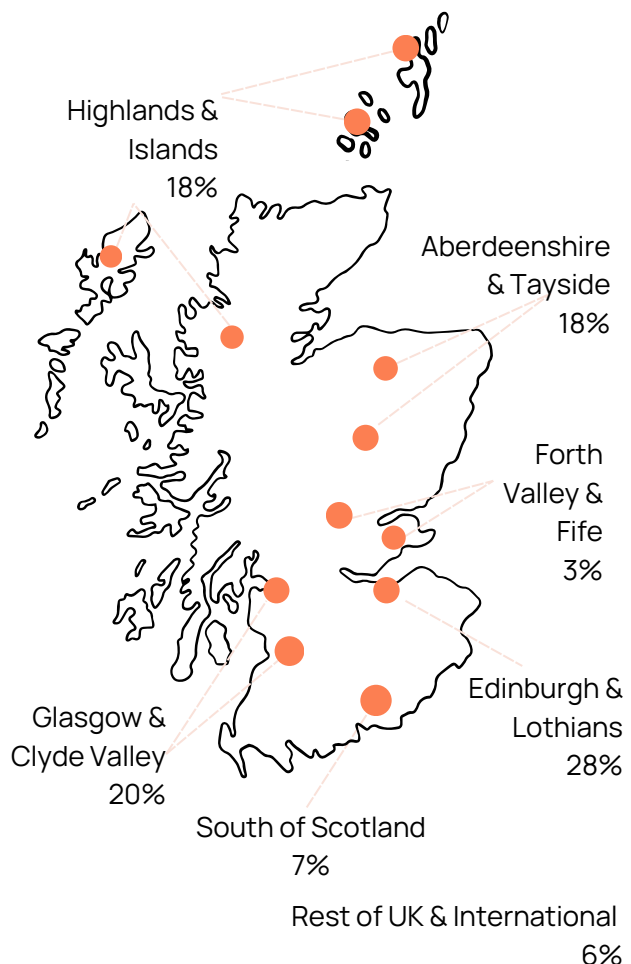 Highlands &
Islands
18%
Aberdeenshire
& Tayside
18%
Forth
Valley &
Fife
3%
Edinburgh &
Lothians
28%
Glasgow &
Clyde Valley
20%
South of Scotland
7%
Rest of UK & International
6%